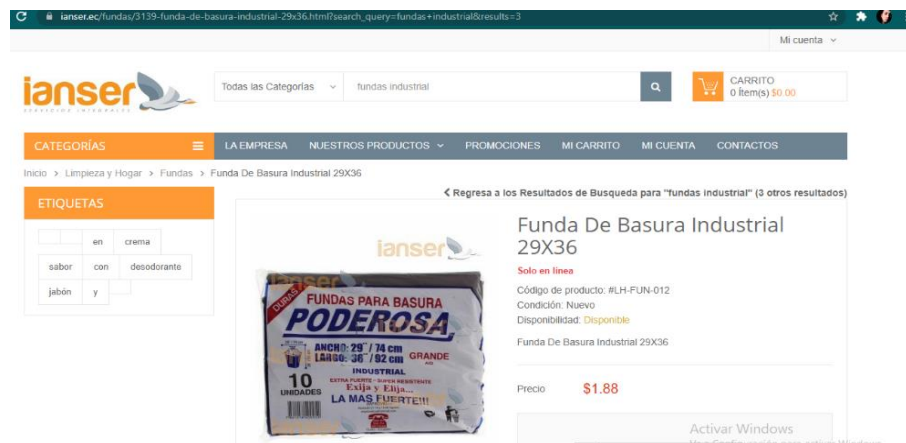 ianser.ec/fundas/3139-funda-de-basura-industrial-29x36.html?search_query=fundas+industrial&results=3
Mi cuenta
ianser
SERVICIOS INTEGRALES
Todas las Categorías
fundas industrial
CARRITO
0 Ítem(s) $0.00
CATEGORÍAS
LA EMPRESA NUESTROS PRODUCTOS PROMOCIONES MI CARRITO MI CUENTA CONTACTOS
Inicio > Limpieza y Hogar > Fundas > Funda De Basura Industrial 29X36
Regresa a los Resultados de Busqueda para "fundas industrial" (3 otros resultados)
ETIQUETAS
en crema
sabor con desodorante
jabón y
ianser
ianser
DURAS
FUNDAS PARA BASURA
PODEROSA
ANCHO: 29" / 74 cm
LARGO: 36" / 92 cm GRANDE
INDUSTRIAL
10
UNIDADES
EXTRA FUERTE - SUPER RESISTENTE
Exija y Elija...
LA MAS FUERTE!!!
Funda De Basura Industrial
29X36
Solo en línea
Código de producto: #LH-FUN-012
Condición: Nuevo
Disponibilidad: Disponible
Funda De Basura Industrial 29X36
Precio $1.88
Activar Windows